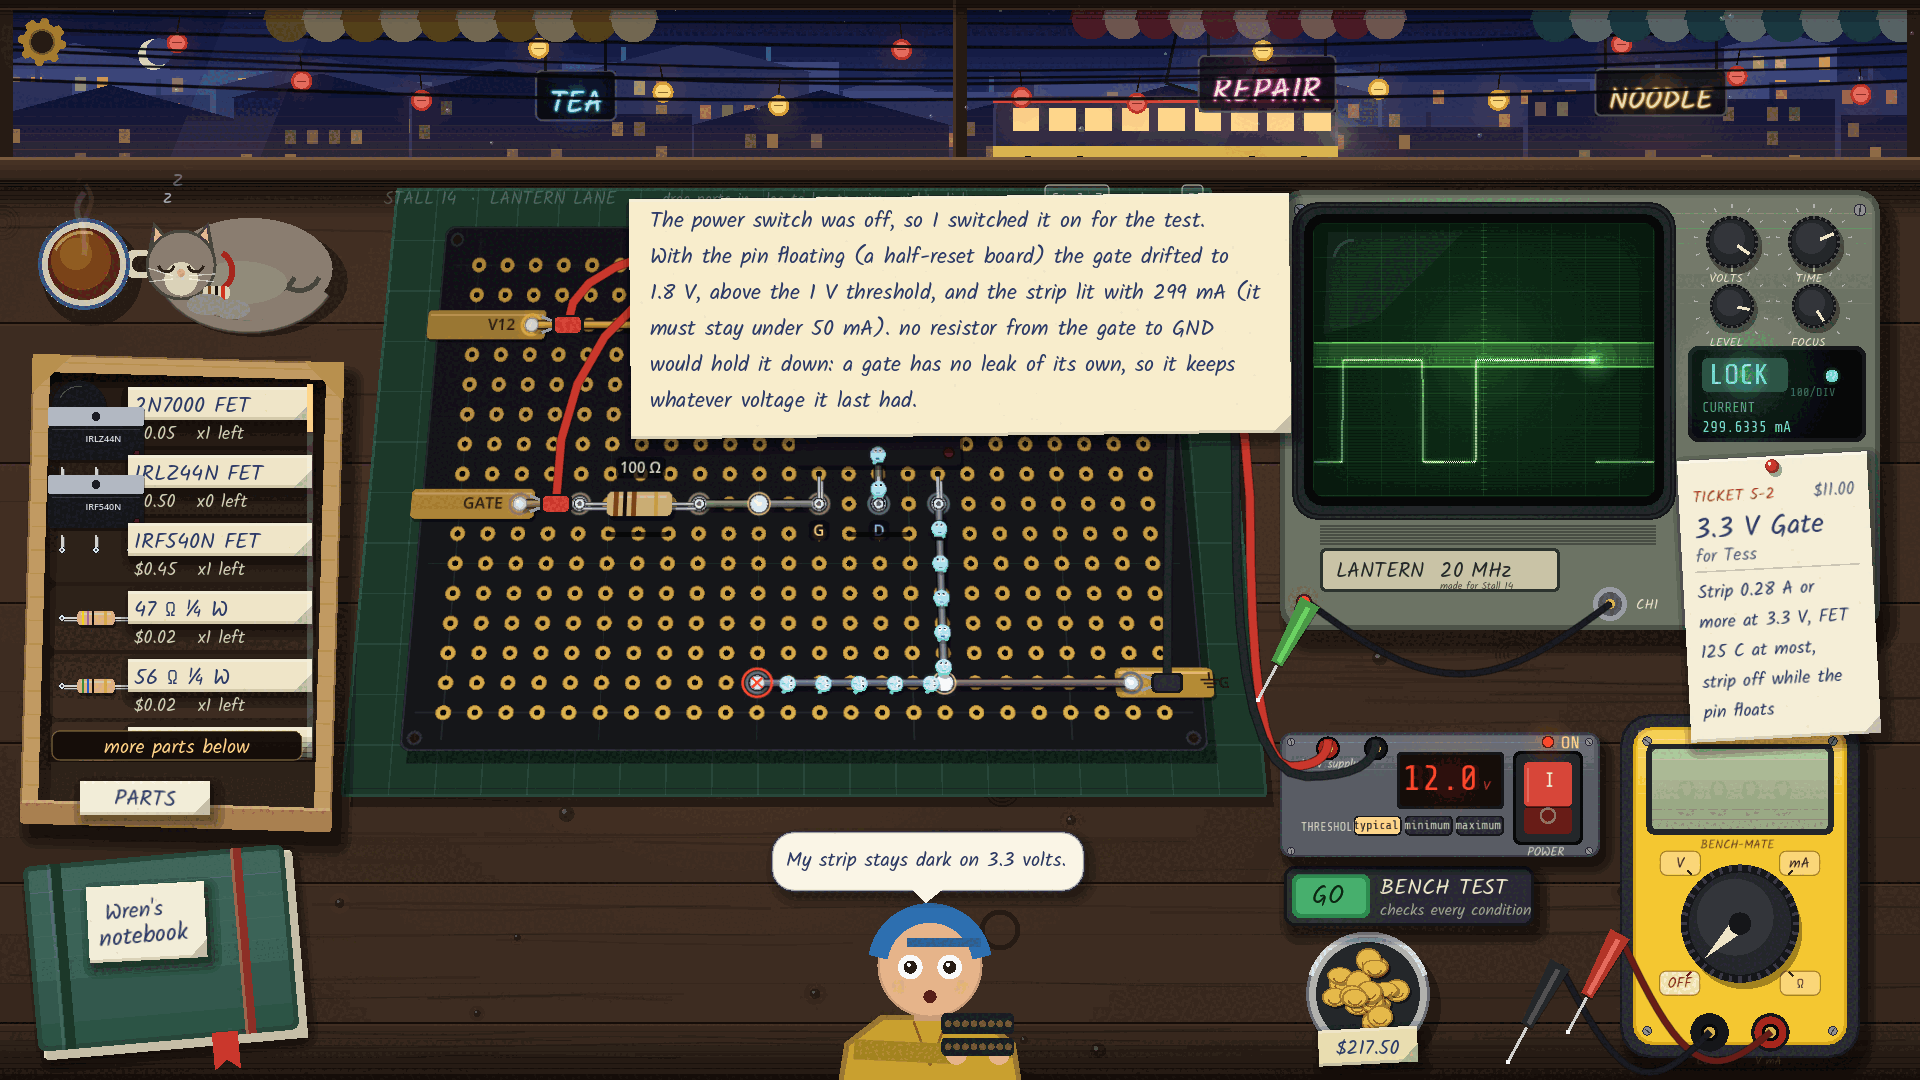 TEA
REPAIR
NOODLE
z
z
STALL 14 · LANTERN LANE
The power switch was off, so I switched it on for the test.
With the pin floating (a half-reset board) the gate drifted to
1.8 V, above the 1 V threshold, and the strip lit with 299 mA (it
must stay under 50 mA). no resistor from the gate to GND
would hold it down: a gate has no leak of its own, so it keeps
whatever voltage it last had.
V12
GATE
100 Ω
G
D
G
2N7000 FET
0.05 x1 left
IRLZ44N
IRLZ44N FET
0.50 x0 left
IRF540N
IRF540N FET
$0.45 x1 left
47 Ω ¼ W
$0.02 x1 left
56 Ω ¼ W
$0.02 x1 left
more parts below
PARTS
Wren's
notebook
My strip stays dark on 3.3 volts.
VOLTS
TIME
LEVEL
FOCUS
LOCK
100/DIV
CURRENT
299.6335 mA
LANTERN 20 MHz
made for Stall 14
CH1
TICKET S-2 $11.00
3.3 V Gate
for Tess
Strip 0.28 A or
more at 3.3 V, FET
125 C at most,
strip off while the
pin floats
supply
12.0 V
ON
I
THRESHOL
typical
minimum
maximum
POWER
GO
BENCH TEST
checks every condition
$217.50
BENCH-MATE
V
mA
OFF
Ω